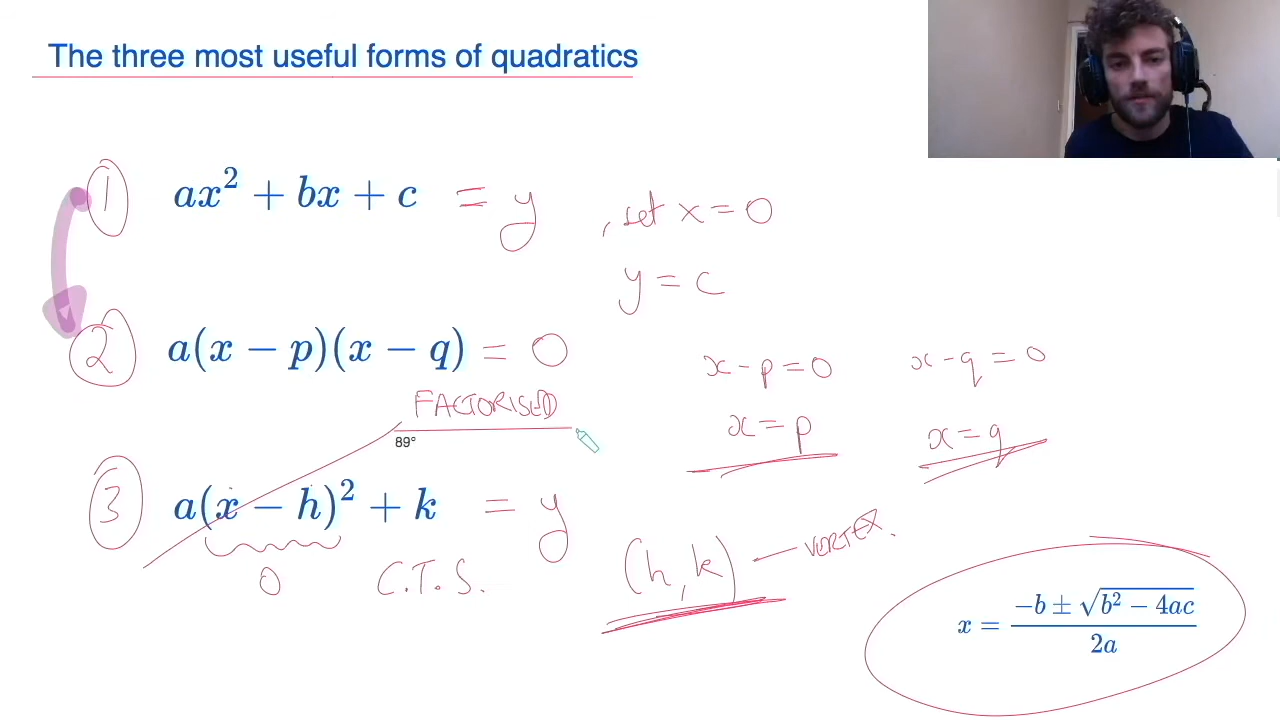 The three most useful forms of quadratics
1 ax² + bx + c = y , set x = 0
y = c
2 a(x − p)(x − q) = 0
x - p = 0 x - q = 0
FACTORISED
x = p x = q
89°
3 a(x − h)² + k = y
0 C.T.S. (h, k) — VERTEX.
x = (−b ± √(b² − 4ac)) / 2a